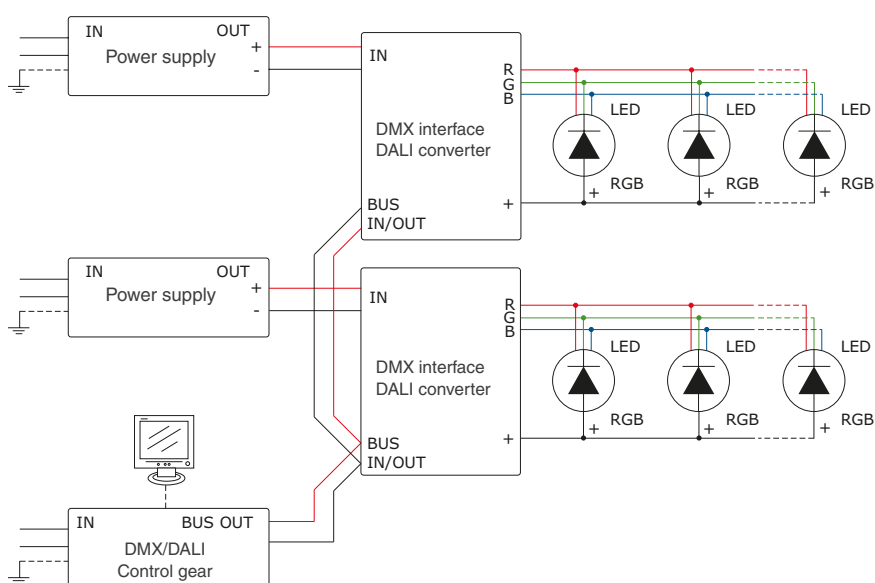 IN OUT
Power supply
+
-
IN
DMX interface
DALI converter
BUS
IN/OUT
R
G
B
+
LED
RGB
+
LED
RGB
+
LED
RGB
+
IN OUT
Power supply
+
-
IN
DMX interface
DALI converter
BUS
IN/OUT
R
G
B
+
LED
RGB
+
LED
RGB
+
LED
RGB
+
IN BUS OUT
DMX/DALI
Control gear